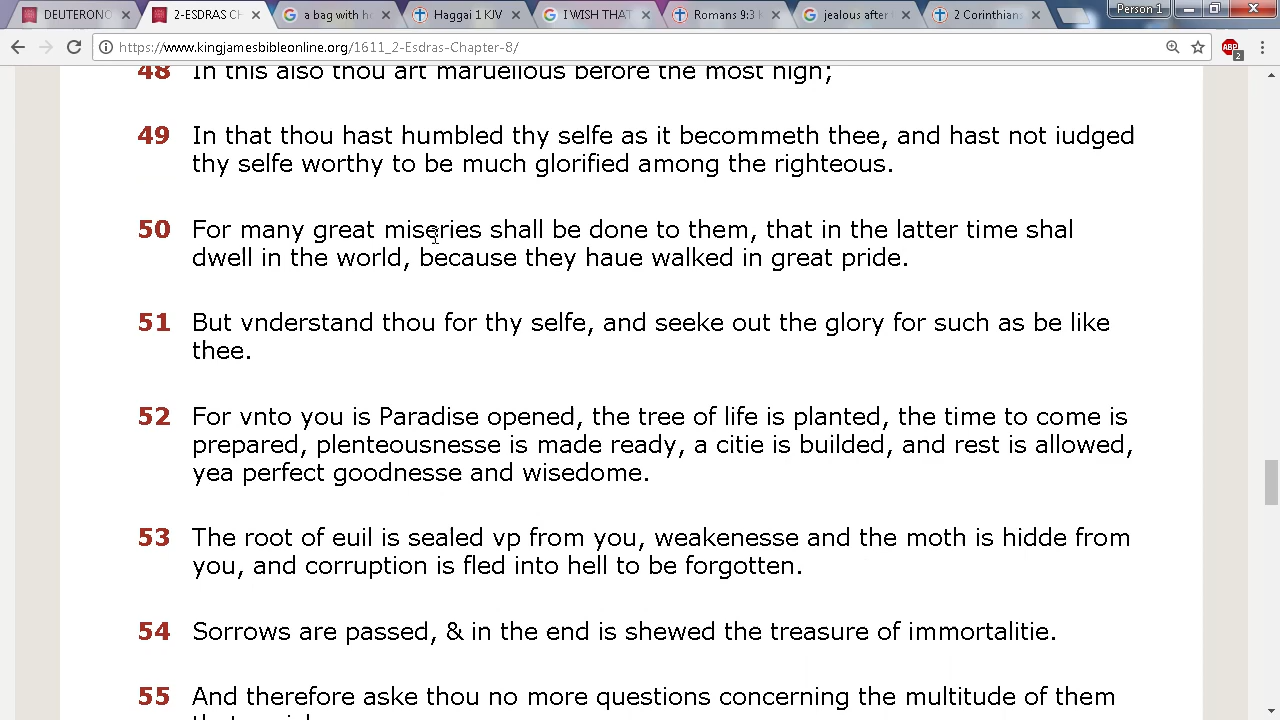 DEUTERONO
2-ESDRAS CH
a bag with ho
Haggai 1 KJV
I WISH THAT
Romans 9:3 K
jealous after
2 Corinthian
Person 1
https://www.kingjamesbibleonline.org/1611_2-Esdras-Chapter-8/
ABP
2
48 In this also thou art maruellous before the most high;
49 In that thou hast humbled thy selfe as it becommeth thee, and hast not iudged
thy selfe worthy to be much glorified among the righteous.
50 For many great miseries shall be done to them, that in the latter time shal
dwell in the world, because they haue walked in great pride.
51 But vnderstand thou for thy selfe, and seeke out the glory for such as be like
thee.
52 For vnto you is Paradise opened, the tree of life is planted, the time to come is
prepared, plenteousnesse is made ready, a citie is builded, and rest is allowed,
yea perfect goodnesse and wisedome.
53 The root of euil is sealed vp from you, weakenesse and the moth is hidde from
you, and corruption is fled into hell to be forgotten.
54 Sorrows are passed, & in the end is shewed the treasure of immortalitie.
55 And therefore aske thou no more questions concerning the multitude of them